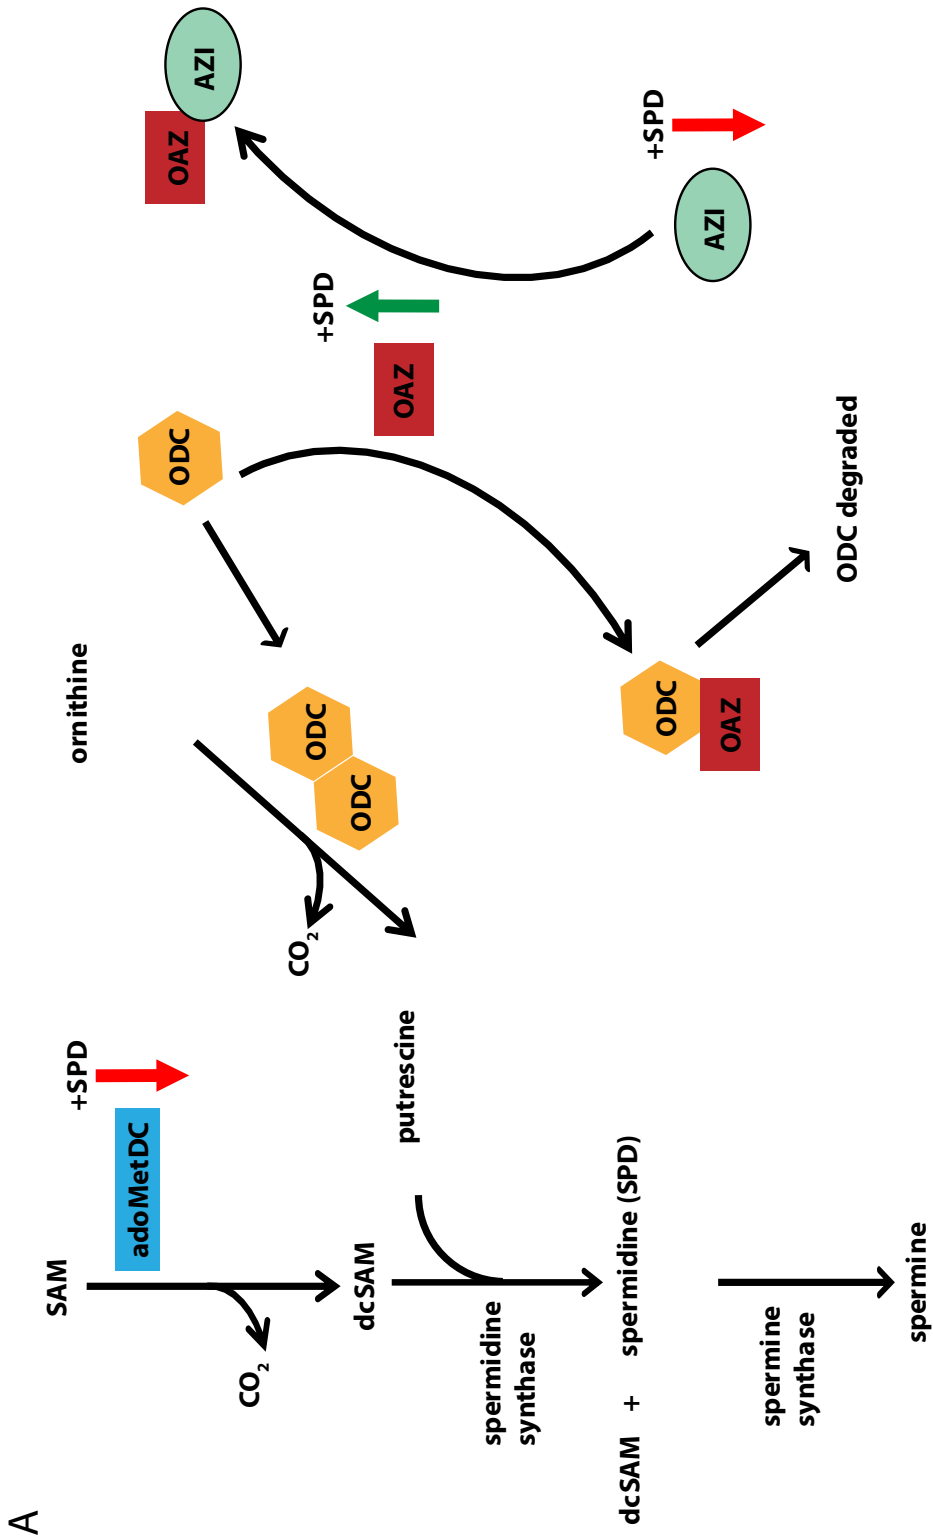 A
SAM
adoMetDC
+SPD
CO2
dcSAM
putrescine
spermidine
synthase
dcSAM + spermidine (SPD)
spermine
synthase
spermine
ornithine
CO2
ODC
ODC
ODC
OAZ
+SPD
ODC
OAZ
ODC degraded
OAZ
AZI
AZI
+SPD